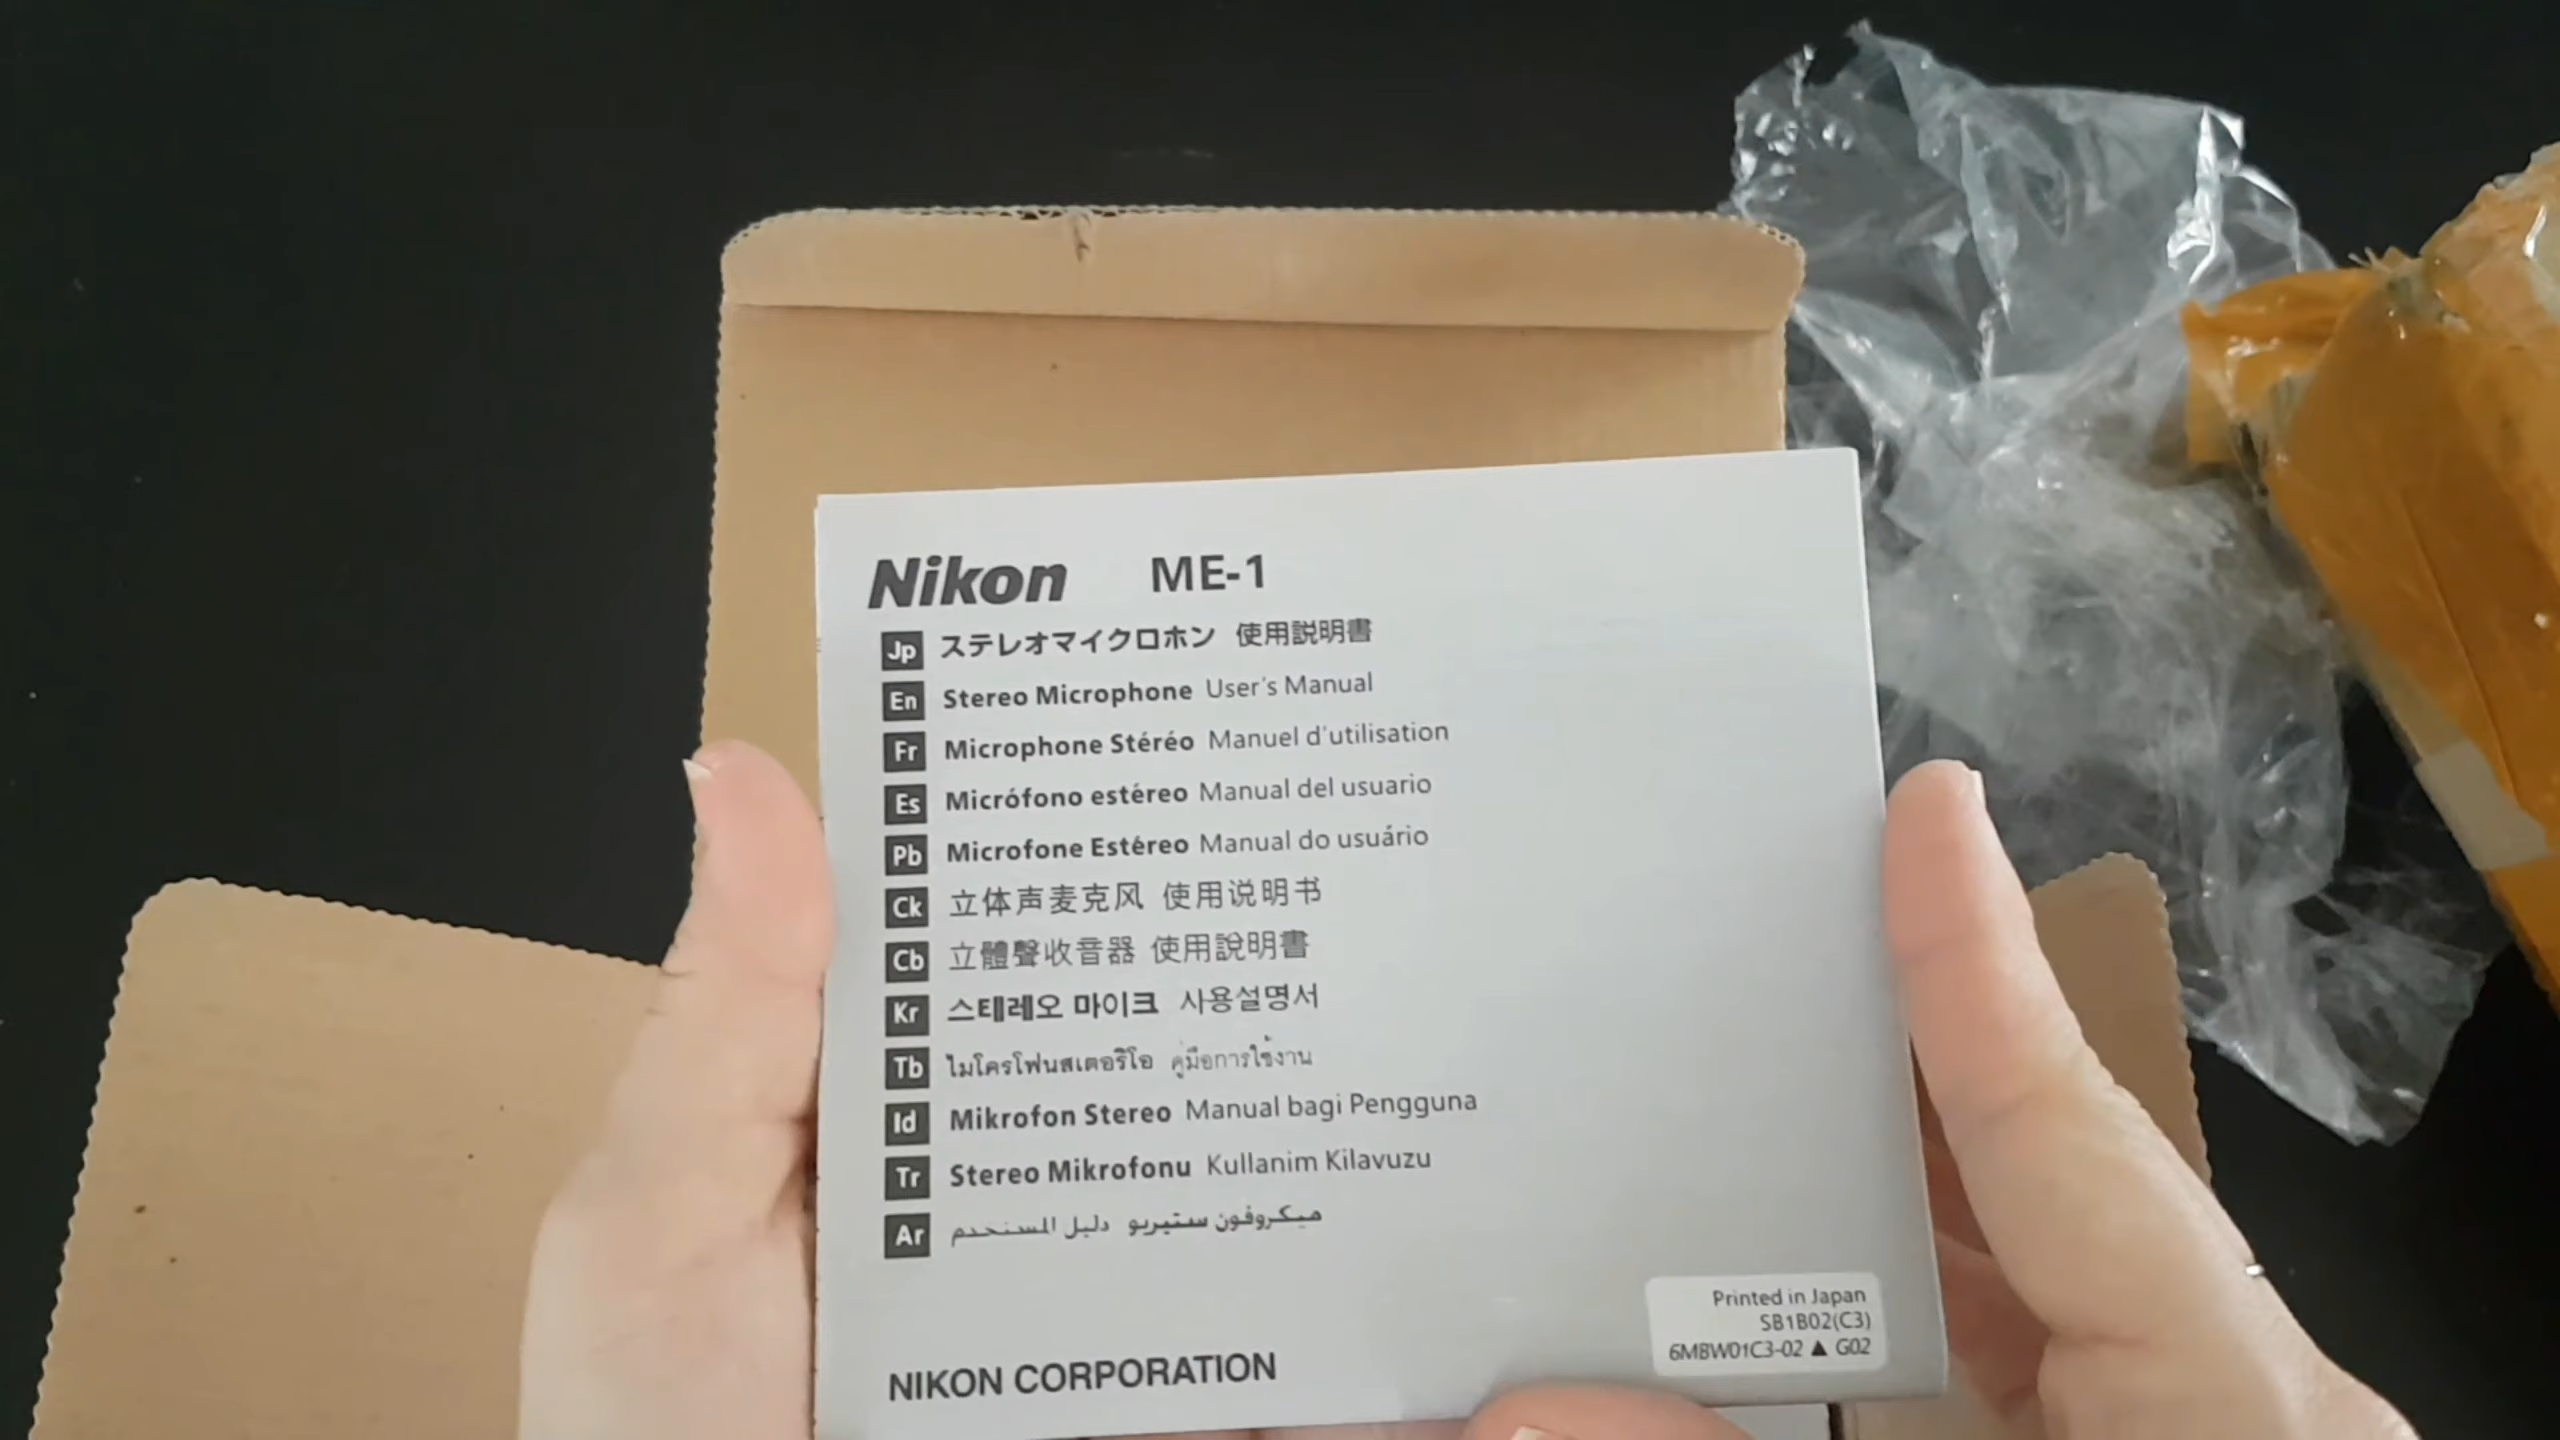 Nikon ME-1
Jp ステレオマイクロホン 使用説明書
En Stereo Microphone User's Manual
Fr Microphone Stéréo Manuel d'utilisation
Es Micrófono estéreo Manual del usuario
Pb Microfone Estéreo Manual do usuário
Ck 立体声麦克风 使用说明书
Cb 立體聲收音器 使用說明書
Kr 스테레오 마이크 사용설명서
Tb ไมโครโฟนสเตอริโอ คู่มือการใช้งาน
Id Mikrofon Stereo Manual bagi Pengguna
Tr Stereo Mikrofonu Kullanim Kilavuzu
Ar ميكروفون ستيريو دليل المستخدم
NIKON CORPORATION
Printed in Japan
SB1B02(C3)
6MBW01C3-02 ▲ G02